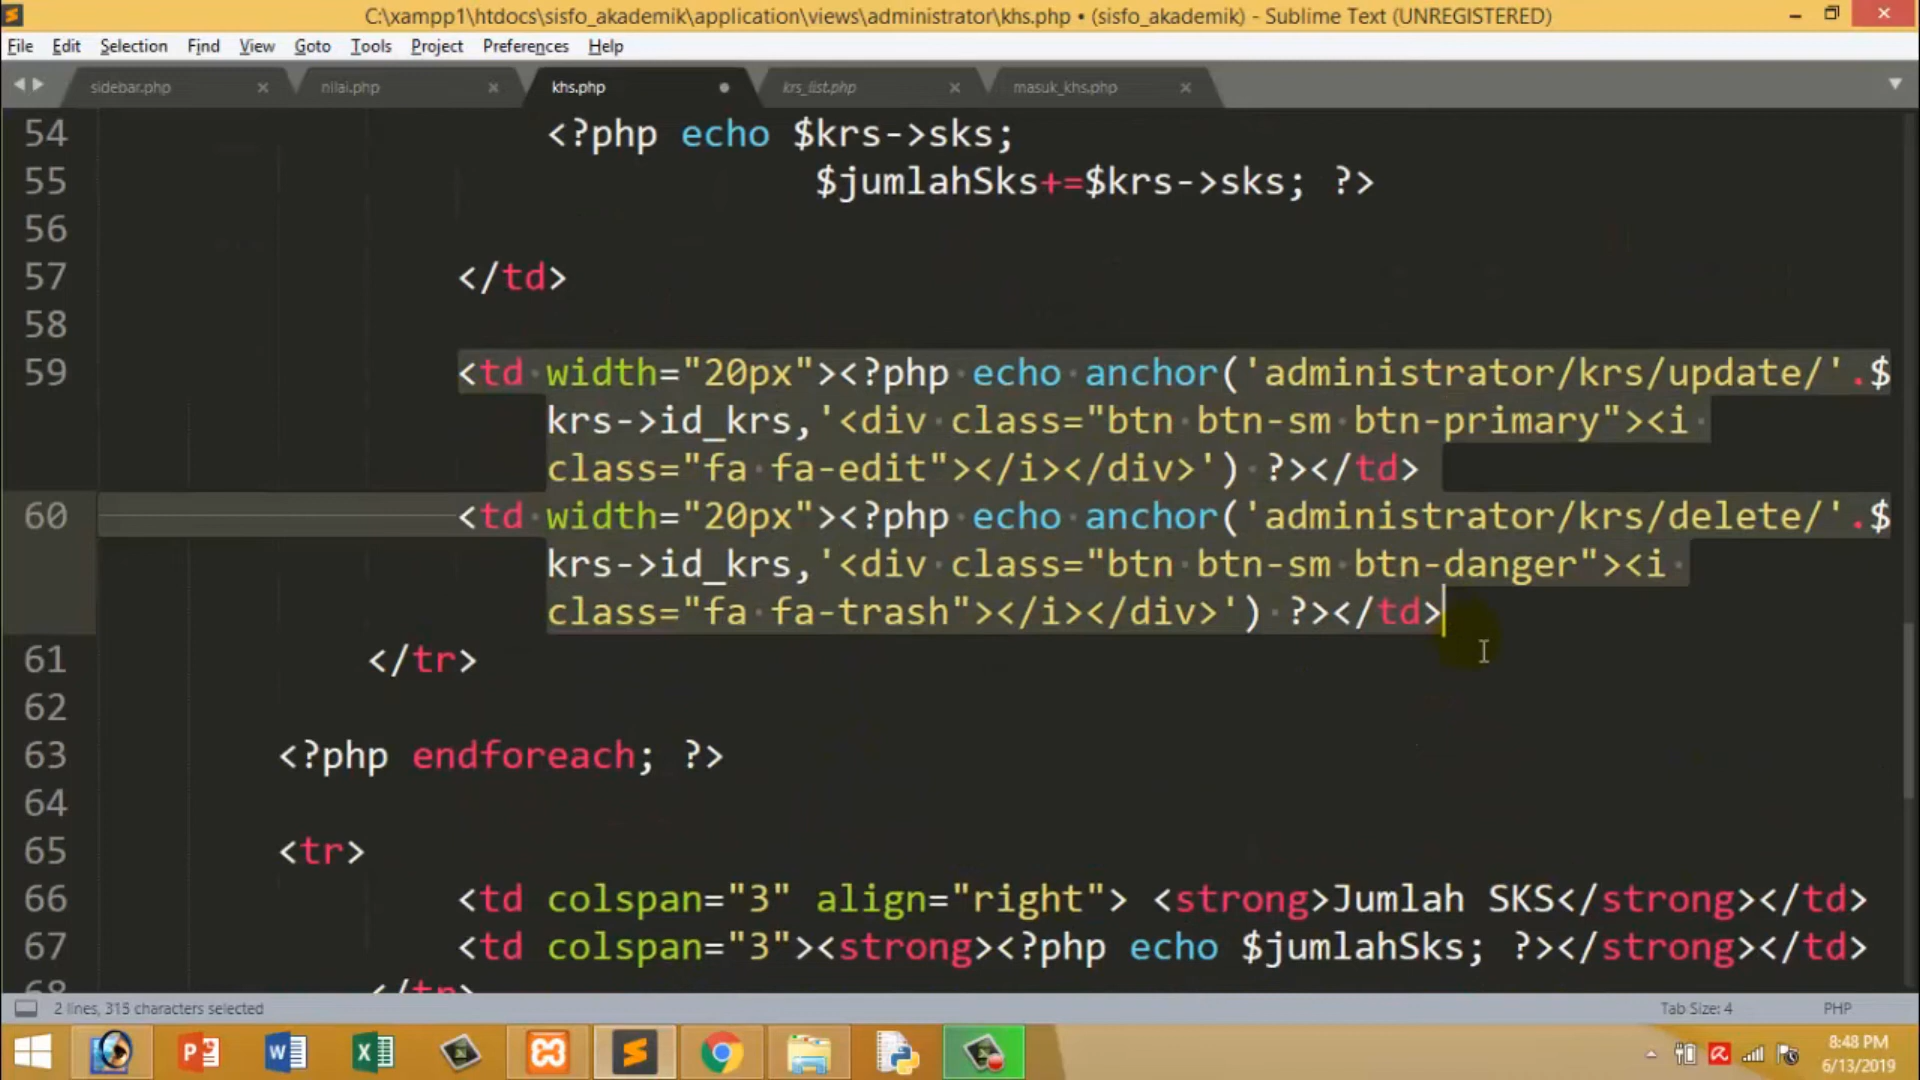 C:\xampp1\htdocs\sisfo_akademik\application\views\administrator\khs.php • (sisfo_akademik) - Sublime Text (UNREGISTERED)
File Edit Selection Find View Goto Tools Project Preferences Help
sidebar.php nilai.php khs.php krs_list.php masuk_khs.php
54 <?php echo $krs->sks;
55 $jumlahSks+=$krs->sks; ?>
56
57 </td>
58
59 <td width="20px"><?php echo anchor('administrator/krs/update/'.$
krs->id_krs,'<div class="btn btn-sm btn-primary"><i
class="fa fa-edit"></i></div>') ?></td>
60 <td width="20px"><?php echo anchor('administrator/krs/delete/'.$
krs->id_krs,'<div class="btn btn-sm btn-danger"><i
class="fa fa-trash"></i></div>') ?></td>
61 </tr>
62
63 <?php endforeach; ?>
64
65 <tr>
66 <td colspan="3" align="right"> <strong>Jumlah SKS</strong></td>
67 <td colspan="3"><strong><?php echo $jumlahSks; ?></strong></td>
68 </tr>
2 lines, 315 characters selected Tab Size: 4 PHP
8:48 PM
6/13/2019